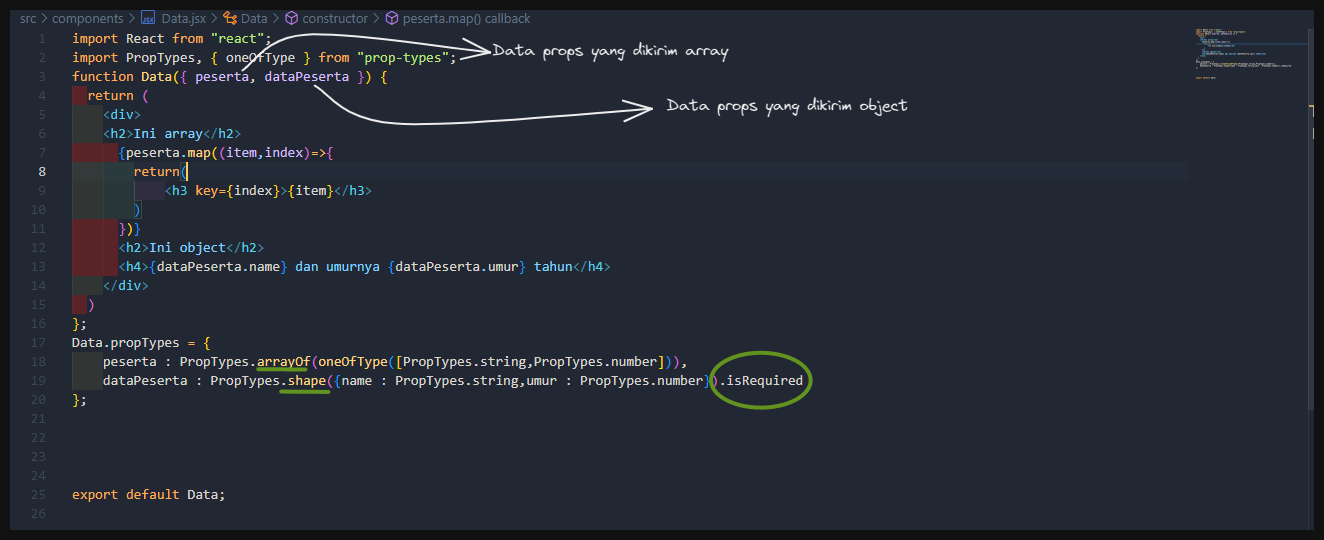 src > components > Data.jsx > Data > constructor > peserta.map() callback
1 import React from "react";
2 import PropTypes, { oneOfType } from "prop-types";
Data props yang dikirim array
3 function Data({ peserta, dataPeserta }) {
4 return (
Data props yang dikirim object
5 <div>
6 <h2>Ini array</h2>
7 {peserta.map((item,index)=>{
8 return(
9 <h3 key={index}>{item}</h3>
10 )
11 })}
12 <h2>Ini object</h2>
13 <h4>{dataPeserta.name} dan umurnya {dataPeserta.umur} tahun</h4>
14 </div>
15 )
16 };
17 Data.propTypes = {
18 peserta : PropTypes.arrayOf(oneOfType([PropTypes.string,PropTypes.number])),
19 dataPeserta : PropTypes.shape({name : PropTypes.string,umur : PropTypes.number}).isRequired
20 };
21
22
23
24
25 export default Data;
26